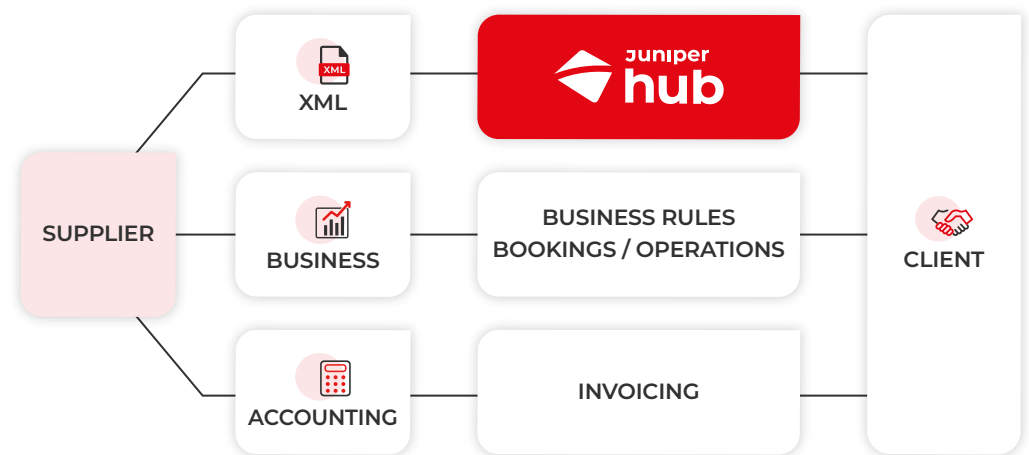 XML
XML
Juniper
hub
SUPPLIER
BUSINESS
BUSINESS RULES
BOOKINGS / OPERATIONS
CLIENT
ACCOUNTING
INVOICING